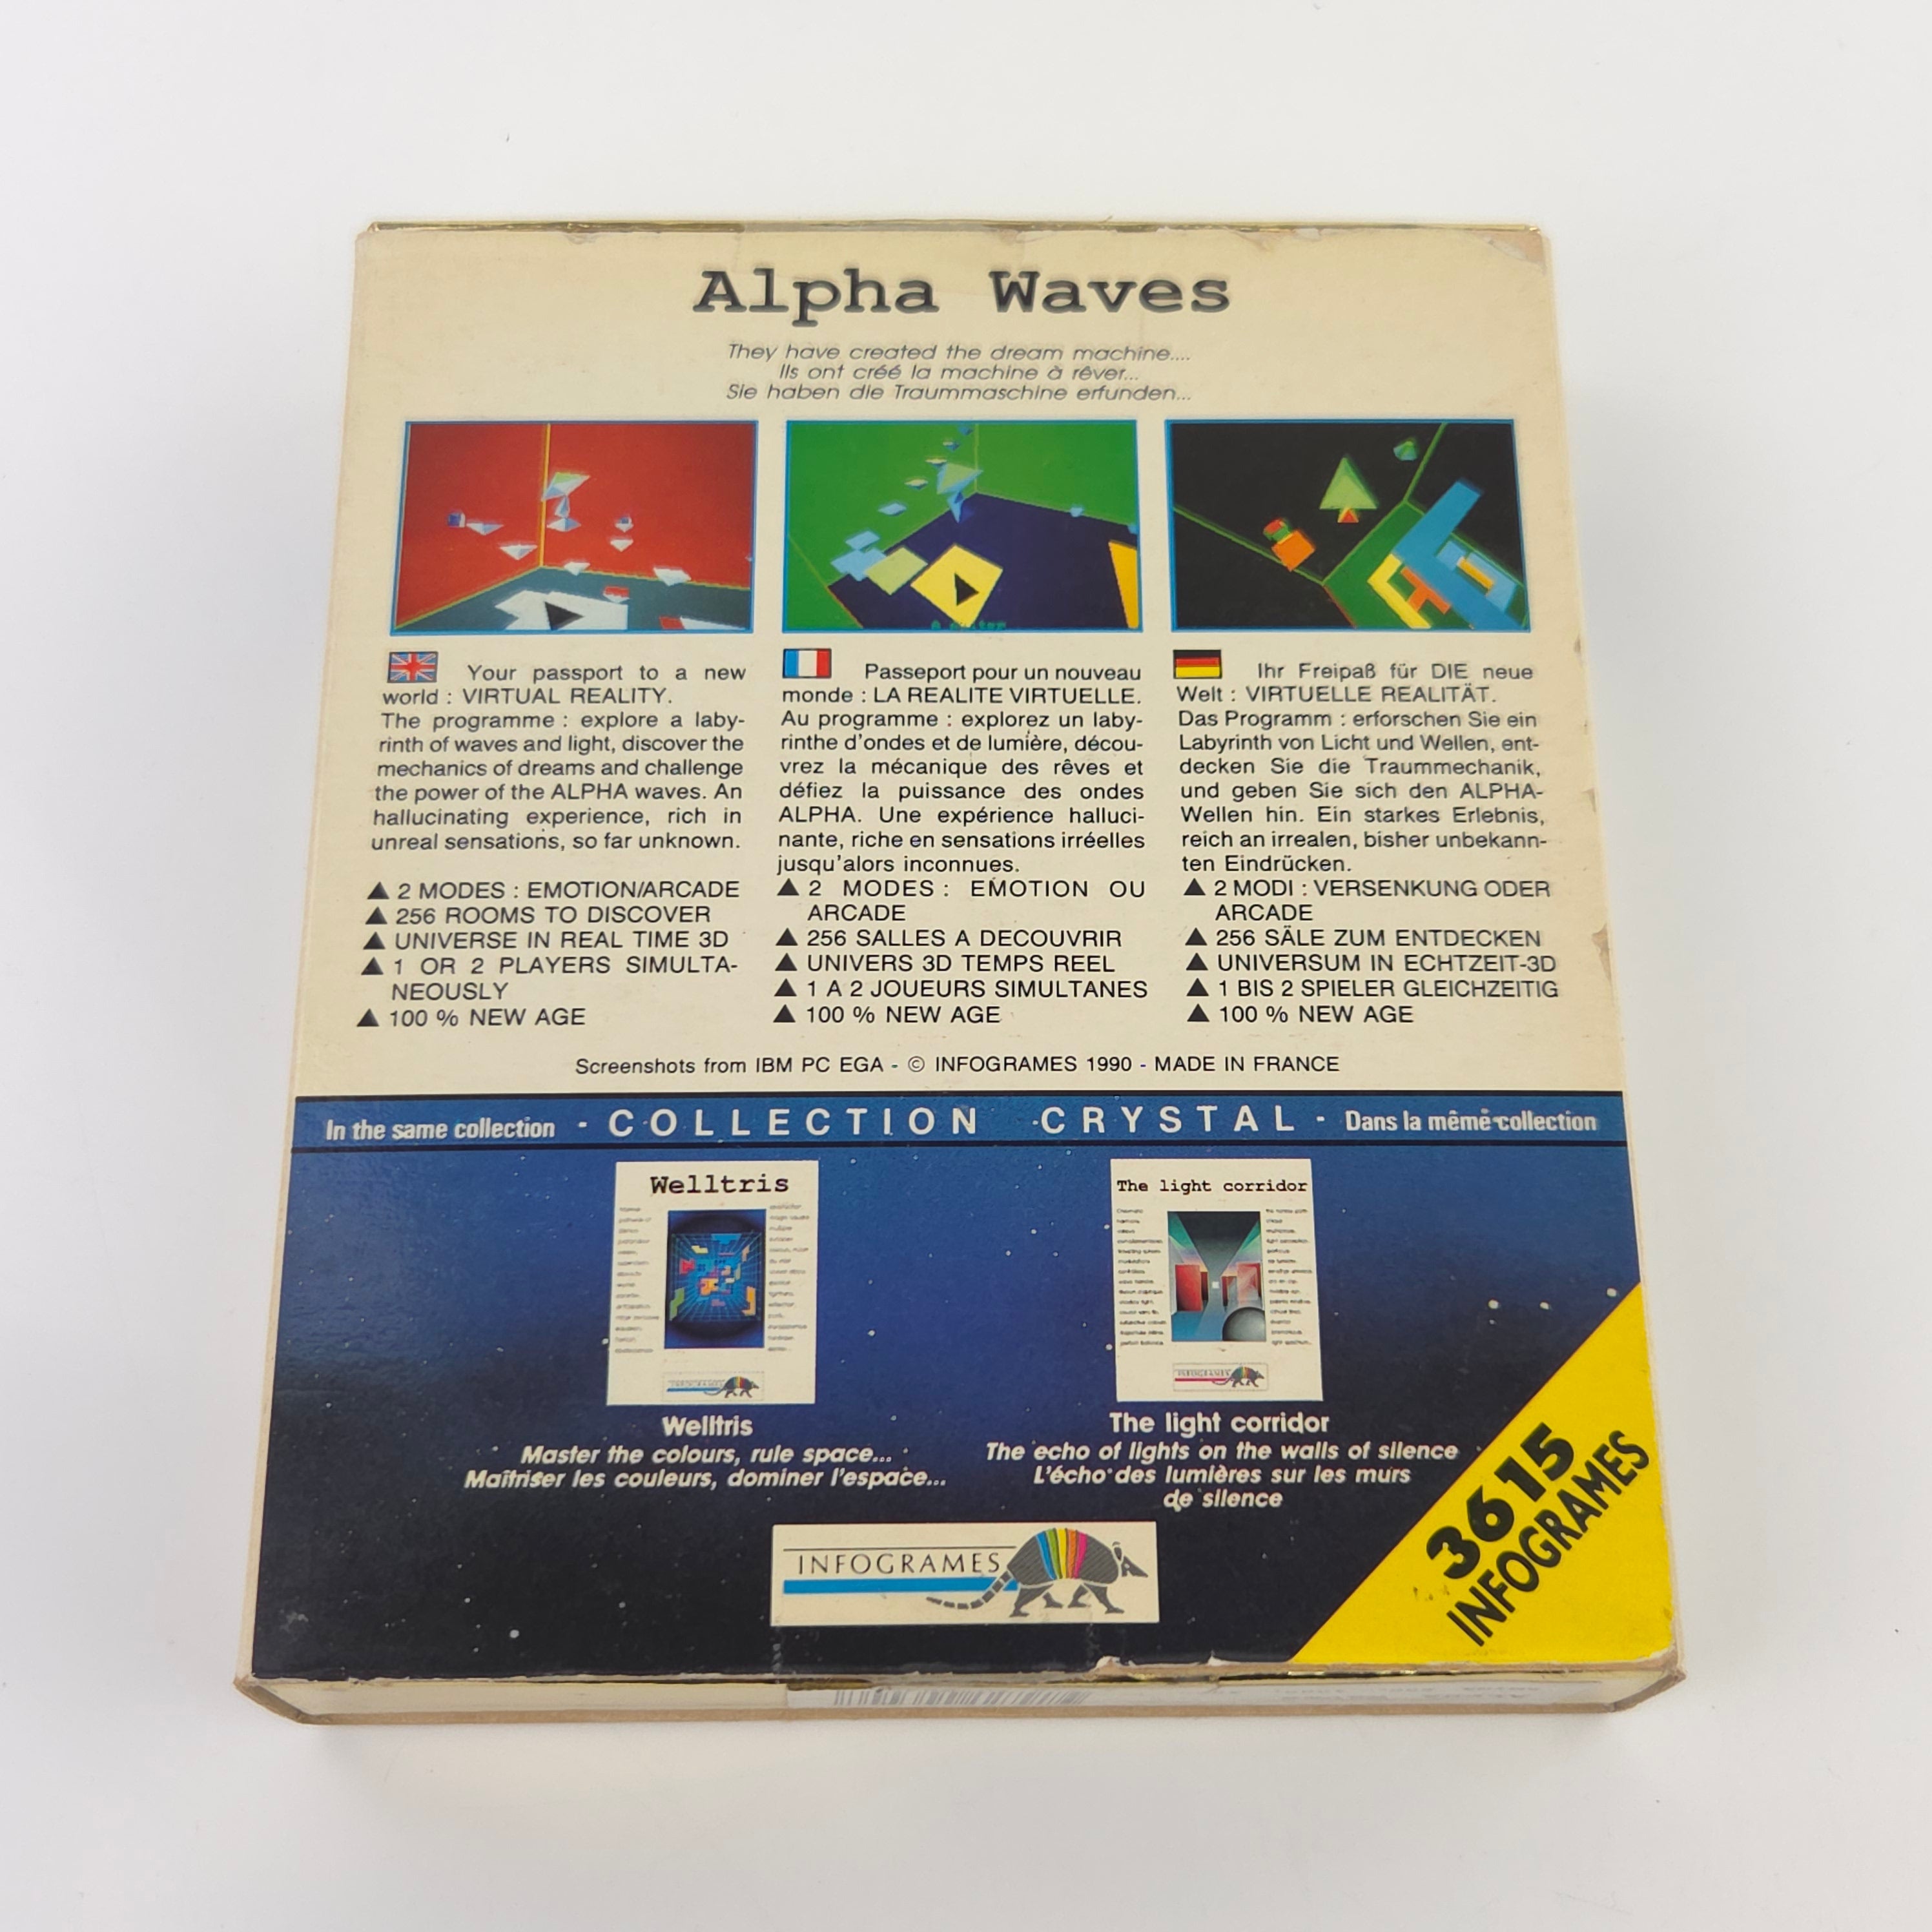 Alpha Waves
They have created the dream machine....
Ils ont créé la machine à rêver...
Sie haben die Traummaschine erfunden...
Your passport to a new
world : VIRTUAL REALITY.
The programme : explore a laby-
rinth of waves and light, discover the
mechanics of dreams and challenge
the power of the ALPHA waves. An
hallucinating experience, rich in
unreal sensations, so far unknown.
▲ 2 MODES : EMOTION/ARCADE
▲ 256 ROOMS TO DISCOVER
▲ UNIVERSE IN REAL TIME 3D
▲ 1 OR 2 PLAYERS SIMULTA-
NEOUSLY
▲ 100 % NEW AGE
Passeport pour un nouveau
monde : LA REALITE VIRTUELLE.
Au programme : explorez un laby-
rinthe d'ondes et de lumière, décou-
vrez la mécanique des rêves et
défiez la puissance des ondes
ALPHA. Une expérience halluci-
nante, riche en sensations irréelles
jusqu'alors inconnues.
▲ 2 MODES : EMOTION OU
ARCADE
▲ 256 SALLES A DECOUVRIR
▲ UNIVERS 3D TEMPS REEL
▲ 1 A 2 JOUEURS SIMULTANES
▲ 100 % NEW AGE
Ihr Freipaß für DIE neue
Welt : VIRTUELLE REALITÄT.
Das Programm : erforschen Sie ein
Labyrinth von Licht und Wellen, ent-
decken Sie die Traummechanik,
und geben Sie sich den ALPHA-
Wellen hin. Ein starkes Erlebnis,
reich an irrealen, bisher unbekann-
ten Eindrücken.
▲ 2 MODI : VERSENKUNG ODER
ARCADE
▲ 256 SÄLE ZUM ENTDECKEN
▲ UNIVERSUM IN ECHTZEIT-3D
▲ 1 BIS 2 SPIELER GLEICHZEITIG
▲ 100 % NEW AGE
Screenshots from IBM PC EGA - © INFOGRAMES 1990 - MADE IN FRANCE
In the same collection - COLLECTION CRYSTAL - Dans la même collection
Welltris
INFOGRAMES
Welltris
Master the colours, rule space...
Maîtriser les couleurs, dominer l'espace...
The light corridor
INFOGRAMES
The light corridor
The echo of lights on the walls of silence
L'écho des lumières sur les murs
de silence
INFOGRAMES
3615
INFOGRAMES